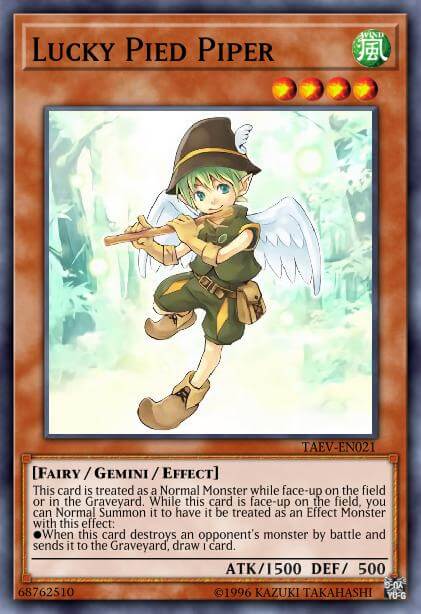 LUCKY PIED PIPER
WIND
風
TAEV-EN021
[FAIRY / GEMINI / EFFECT]
This card is treated as a Normal Monster while face-up on the field
or in the Graveyard. While this card is face-up on the field, you
can Normal Summon it to have it be treated as an Effect Monster
with this effect:
●When this card destroys an opponent's monster by battle and
sends it to the Graveyard, draw 1 card.
ATK/1500 DEF/ 500
68762510
©1996 KAZUKI TAKAHASHI